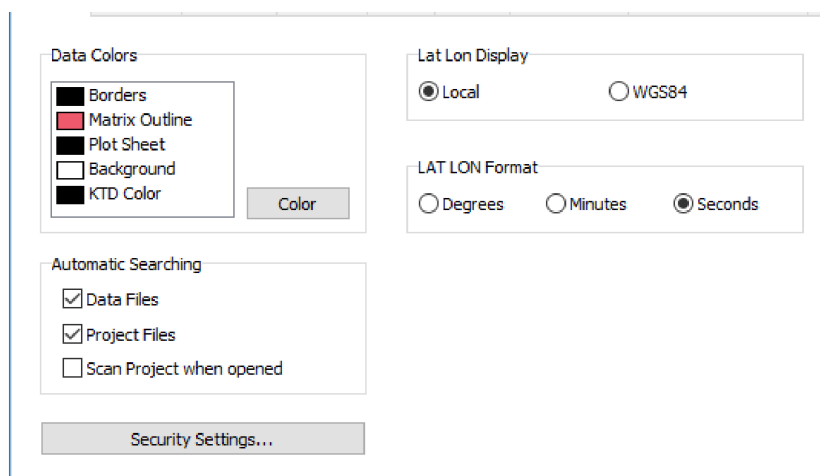 Data Colors
Borders
Matrix Outline
Plot Sheet
Background
KTD Color
Color
Lat Lon Display
Local
WGS84
LAT LON Format
Degrees
Minutes
Seconds
Automatic Searching
Data Files
Project Files
Scan Project when opened
Security Settings...